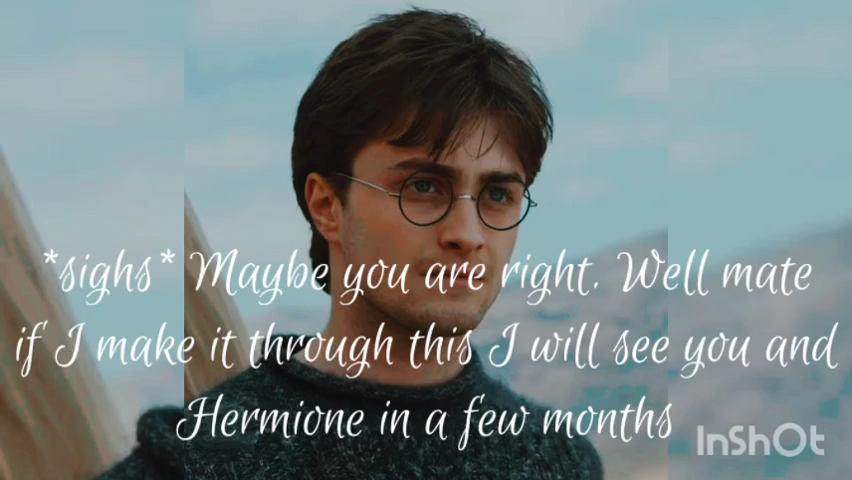 *sighs* Maybe you are right. Well mate
if I make it through this I will see you and
Hermione in a few months
InShOt